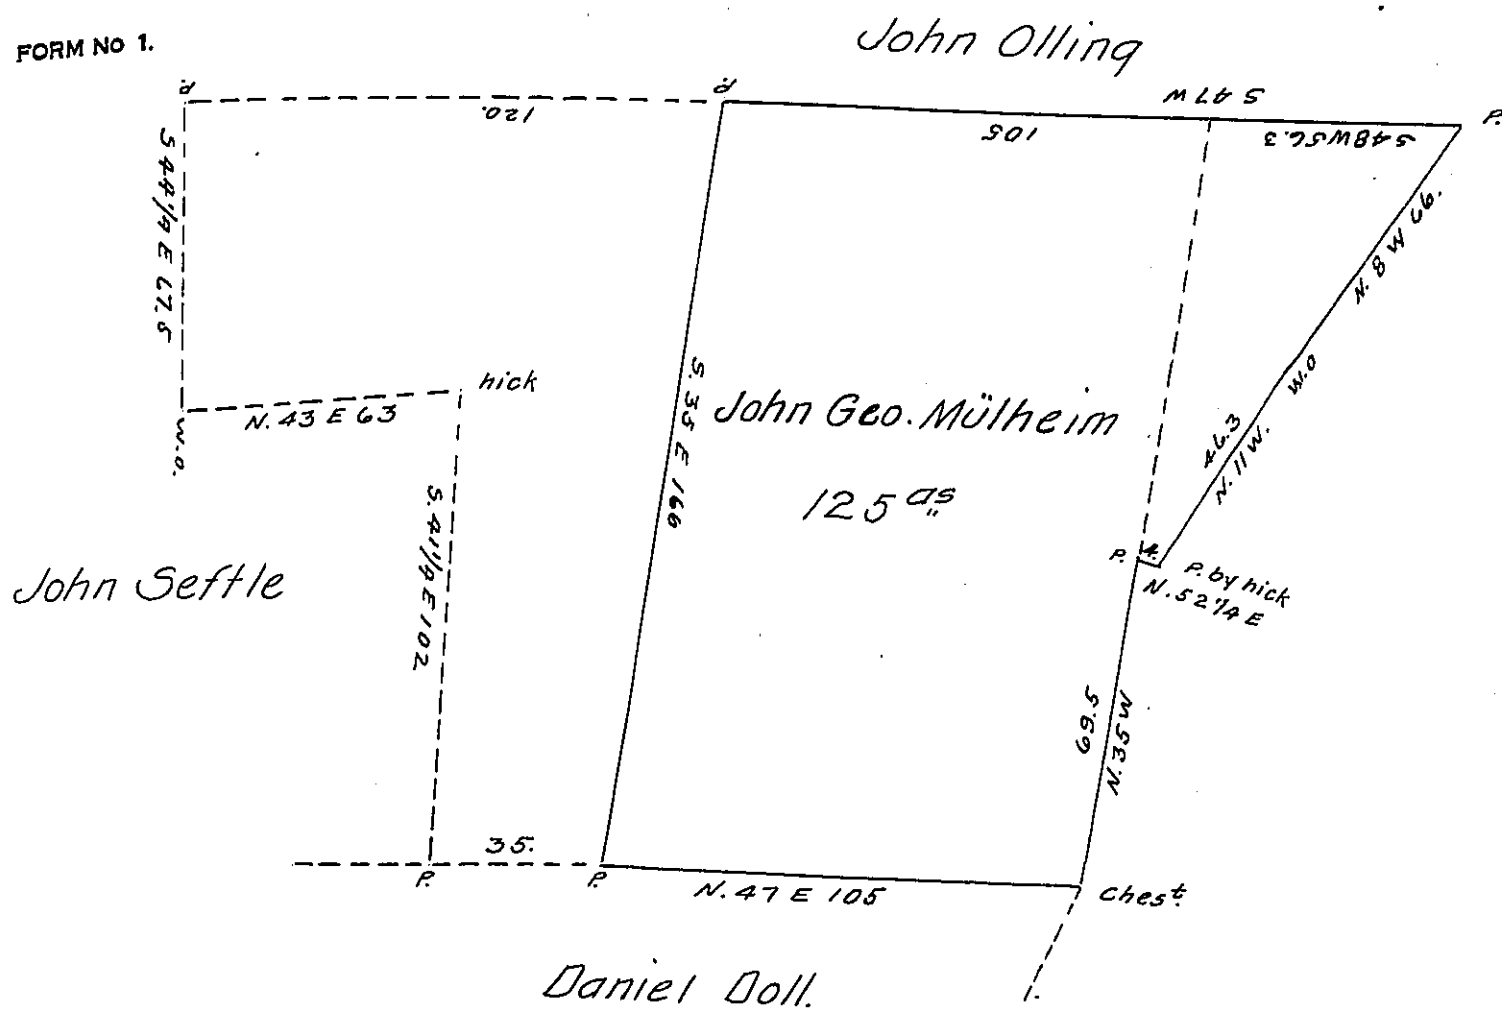 FORM No 1.
John Olling
P.
120.
P.
105
S 47 W
S 48 W 56.3
P.
S 44 1/4 E 67.5
N. 8 W 66.
w.o
46.3
N. 11 W.
hick
N. 43 E 63
w.o.
S. 35 E 166
John Geo. Mülheim
125 as
S. 41 1/4 E 102
P.
4.
P. by hick
N. 52 1/4 E
John Seftle
69.5
N. 35 W
35.
P.
P.
N. 47 E 105
Chest.
Daniel Doll.